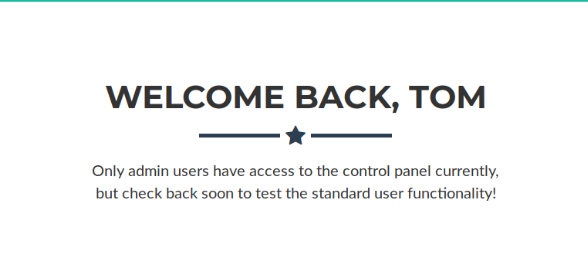 WELCOME BACK, TOM
Only admin users have access to the control panel currently,
but check back soon to test the standard user functionality!